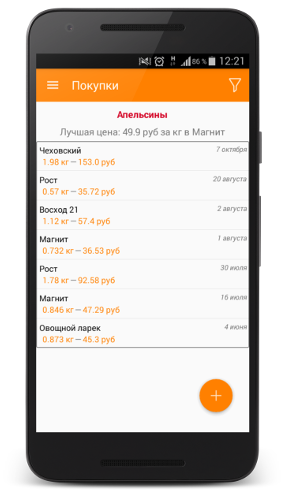 86 % 12:21
Покупки
Апельсины
Лучшая цена: 49.9 руб за кг в Магнит
Чеховский 7 октября
1.98 кг — 153.0 руб
Рост 20 августа
0.57 кг — 35.72 руб
Восход 21 2 августа
1.12 кг — 57.4 руб
Магнит 1 августа
0.732 кг — 36.53 руб
Рост 30 июля
1.78 кг — 92.58 руб
Магнит 16 июля
0.846 кг — 47.29 руб
Овощной ларек 4 июня
0.873 кг — 45.3 руб